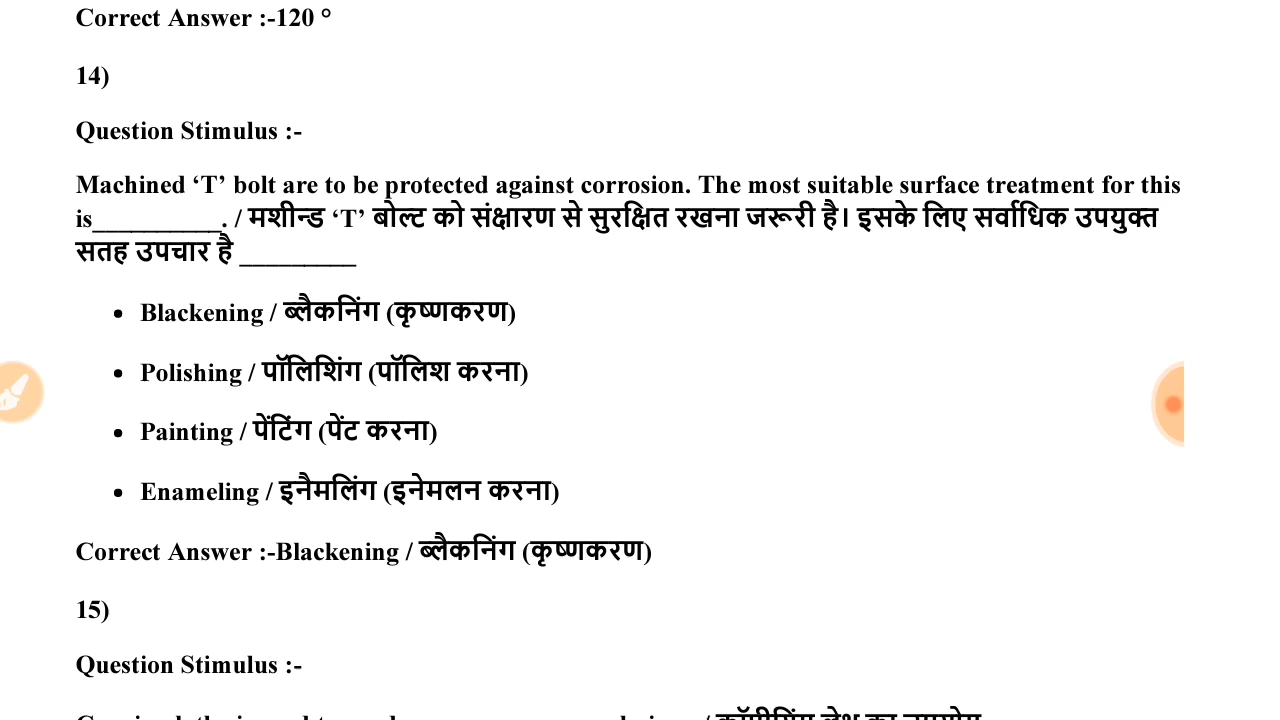 Correct Answer :-120 °
14)
Question Stimulus :-
Machined ‘T’ bolt are to be protected against corrosion. The most suitable surface treatment for this
is__________. / मशीन्ड ‘T’ बोल्ट को संक्षारण से सुरक्षित रखना जरूरी है। इसके लिए सर्वाधिक उपयुक्त
सतह उपचार है _________
• Blackening / ब्लैकनिंग (कृष्णकरण)
• Polishing / पॉलिशिंग (पॉलिश करना)
• Painting / पेंटिंग (पेंट करना)
• Enameling / इनैमलिंग (इनेमलन करना)
Correct Answer :-Blackening / ब्लैकनिंग (कृष्णकरण)
15)
Question Stimulus :-